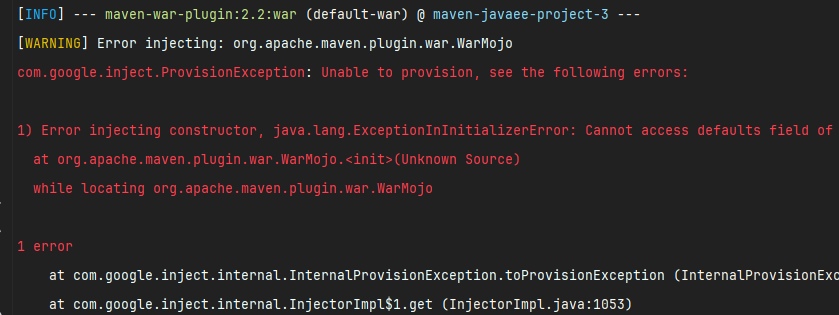 [INFO] --- maven-war-plugin:2.2:war (default-war) @ maven-javaee-project-3 ---
[WARNING] Error injecting: org.apache.maven.plugin.war.WarMojo
com.google.inject.ProvisionException: Unable to provision, see the following errors:
1) Error injecting constructor, java.lang.ExceptionInInitializerError: Cannot access defaults field of
at org.apache.maven.plugin.war.WarMojo.<init>(Unknown Source)
while locating org.apache.maven.plugin.war.WarMojo
1 error
at com.google.inject.internal.InternalProvisionException.toProvisionException (InternalProvisionExc
at com.google.inject.internal.InjectorImpl$1.get (InjectorImpl.java:1053)